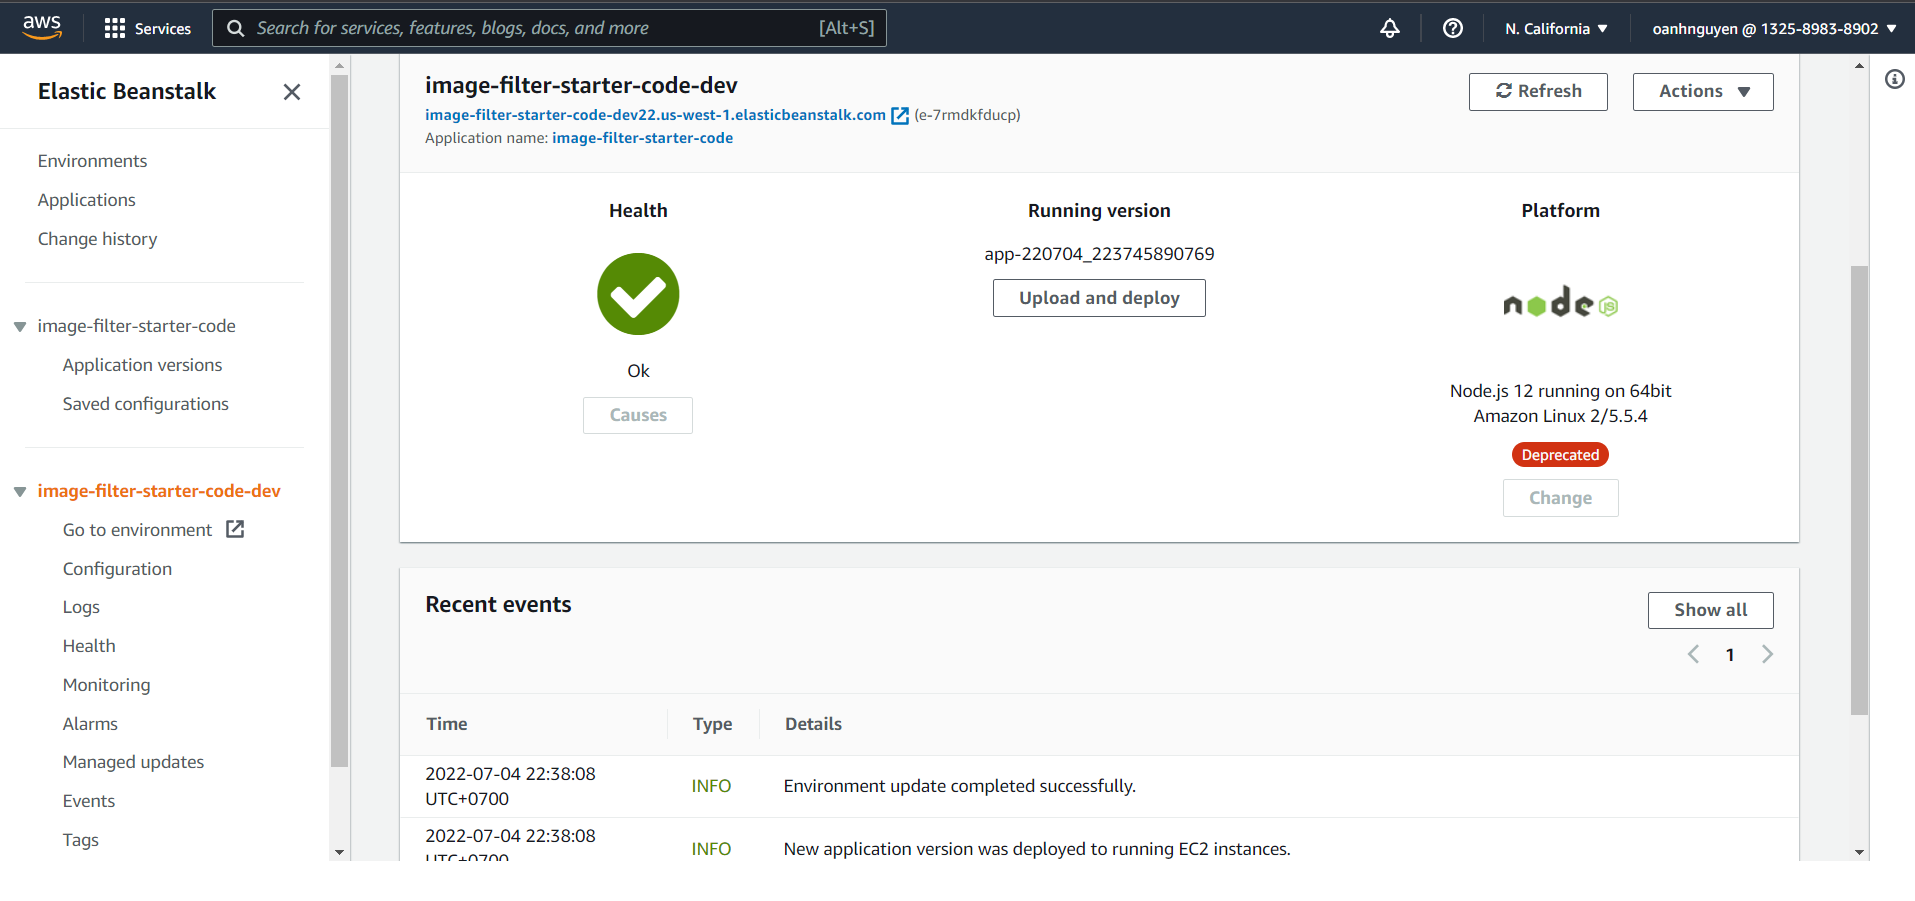 aws
Services
Search for services, features, blogs, docs, and more
[Alt+S]
N. California
oanhnguyen @ 1325-8983-8902
Elastic Beanstalk
Environments
Applications
Change history
image-filter-starter-code
Application versions
Saved configurations
image-filter-starter-code-dev
Go to environment
Configuration
Logs
Health
Monitoring
Alarms
Managed updates
Events
Tags
image-filter-starter-code-dev
image-filter-starter-code-dev22.us-west-1.elasticbeanstalk.com (e-7rmdkfducp)
Application name: image-filter-starter-code
Refresh
Actions
Health
Ok
Causes
Running version
app-220704_223745890769
Upload and deploy
Platform
node JS
Node.js 12 running on 64bit
Amazon Linux 2/5.5.4
Deprecated
Change
Recent events
Show all
1
Time
Type
Details
2022-07-04 22:38:08
UTC+0700
INFO
Environment update completed successfully.
2022-07-04 22:38:08
UTC+0700
INFO
New application version was deployed to running EC2 instances.